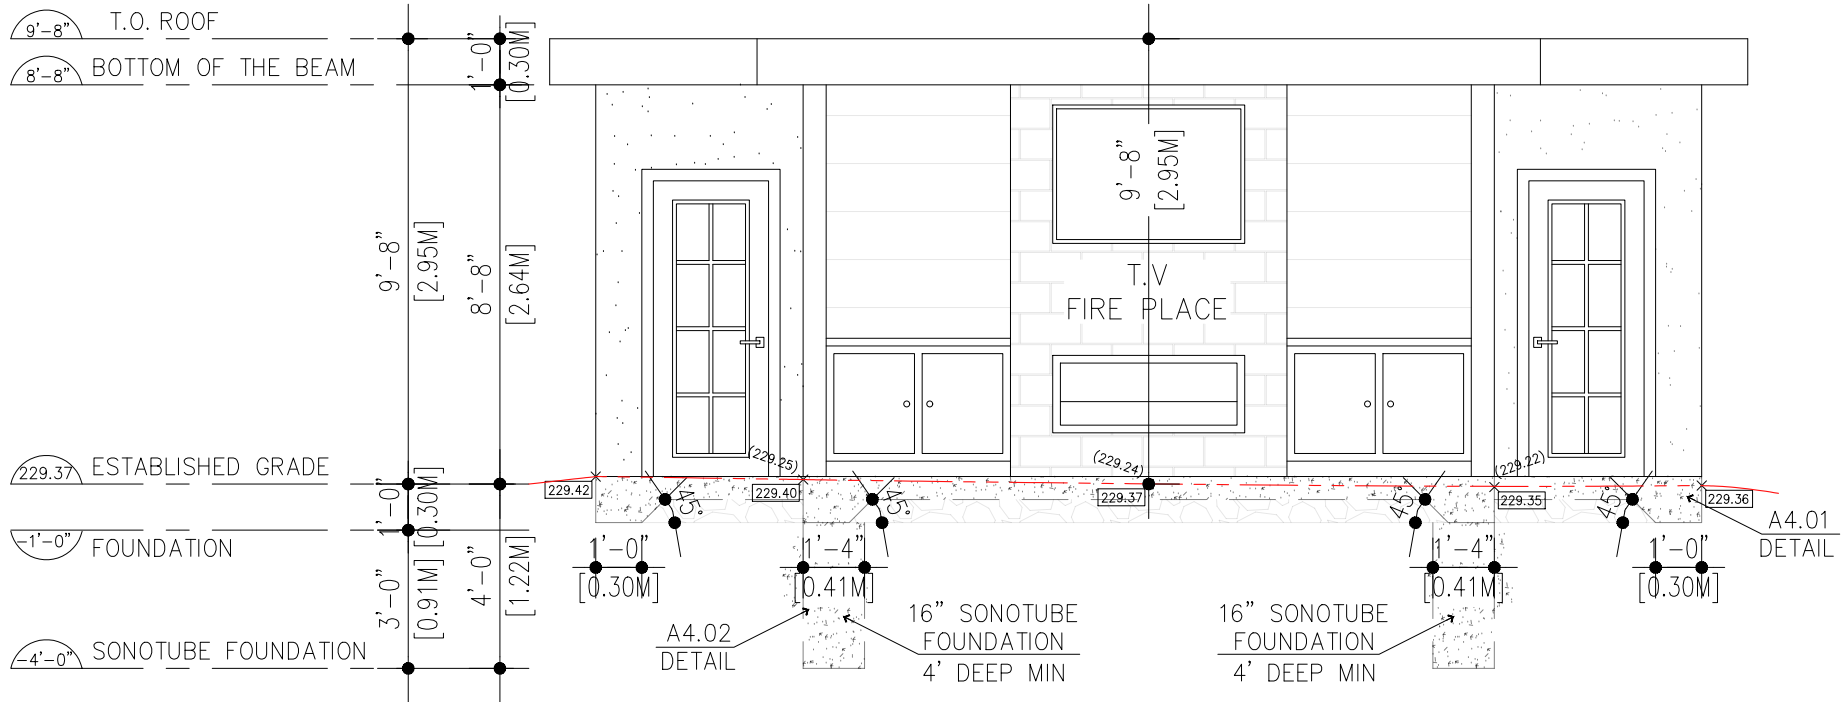 9'-8" T.O. ROOF
8'-8" BOTTOM OF THE BEAM
1'-0"
[0.30M]
9'-8"
[2.95M]
8'-8"
[2.64M]
9'-8"
[2.95M]
T.V
FIRE PLACE
229.37 ESTABLISHED GRADE
1'-0"
[0.30M]
-1'-0" FOUNDATION
3'-0"
[0.91M]
4'-0"
[1.22M]
-4'-0" SONOTUBE FOUNDATION
229.42
(229.25)
229.40
(229.24)
229.37
(229.22)
229.35
229.36
45°
45°
45°
45°
1'-0"
[0.30M]
1'-4"
[0.41M]
1'-4"
[0.41M]
1'-0"
[0.30M]
A4.01
DETAIL
A4.02
DETAIL
16" SONOTUBE
FOUNDATION
4' DEEP MIN
16" SONOTUBE
FOUNDATION
4' DEEP MIN